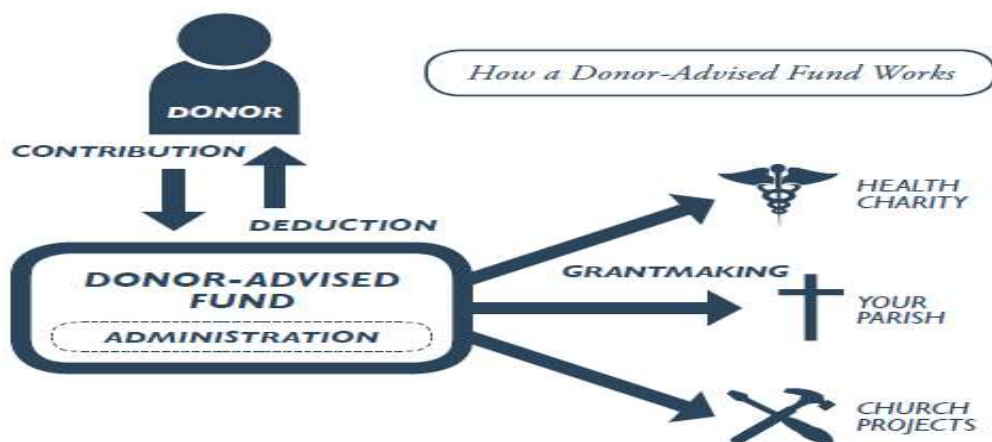 How a Donor-Advised Fund Works
DONOR
CONTRIBUTION
DEDUCTION
DONOR-ADVISED
FUND
ADMINISTRATION
GRANTMAKING
HEALTH
CHARITY
YOUR
PARISH
CHURCH
PROJECTS